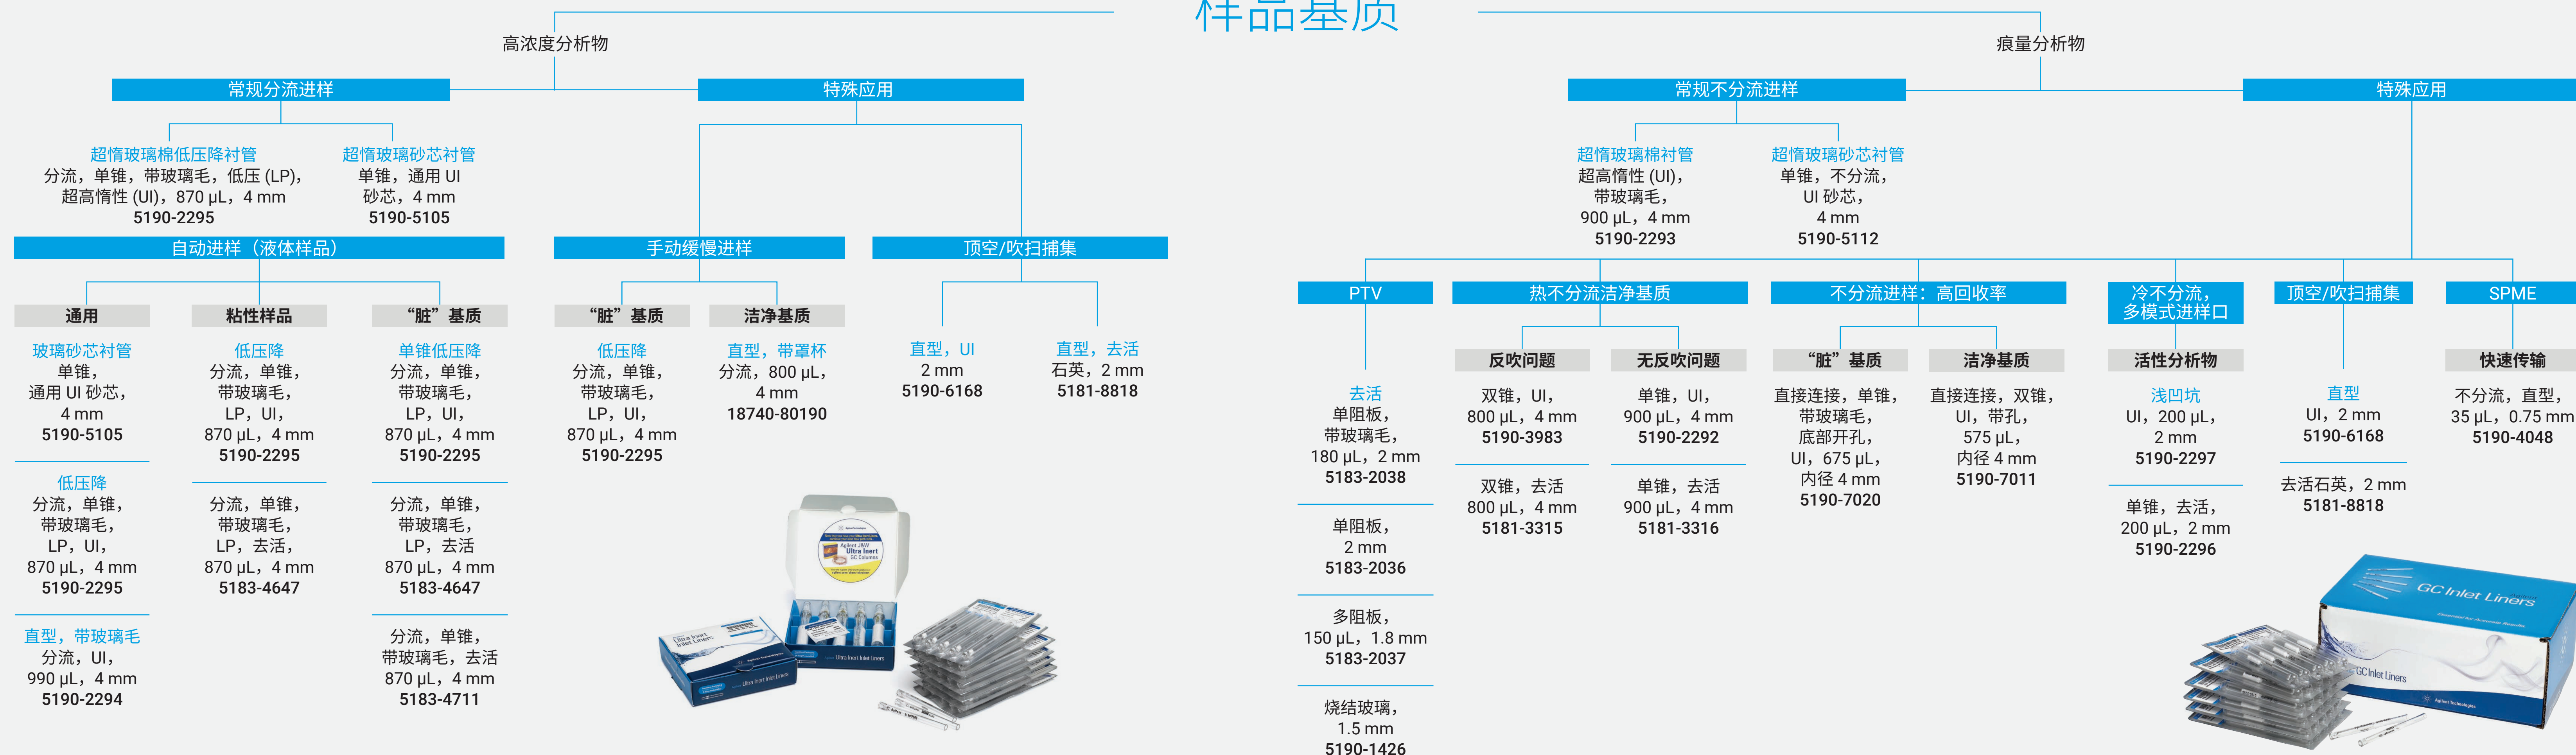 样品基质
高浓度分析物
常规分流进样
特殊应用
超惰玻璃棉低压降衬管
分流，单锥，带玻璃毛，低压 (LP)，
超高惰性 (UI)，870 μL，4 mm
5190-2295
超惰玻璃砂芯衬管
单锥，通用 UI
砂芯，4 mm
5190-5105
自动进样（液体样品）
手动缓慢进样
顶空/吹扫捕集
通用
玻璃砂芯衬管
单锥，
通用 UI 砂芯，
4 mm
5190-5105
低压降
分流，单锥，
带玻璃毛，
LP，UI，
870 μL，4 mm
5190-2295
直型，带玻璃毛
分流，UI，
990 μL，4 mm
5190-2294
粘性样品
低压降
分流，单锥，
带玻璃毛，
LP，UI，
870 μL，4 mm
5190-2295
分流，单锥，
带玻璃毛，
LP，去活，
870 μL，4 mm
5183-4647
“脏”基质
单锥低压降
分流，单锥，
带玻璃毛，
LP，UI，
870 μL，4 mm
5190-2295
分流，单锥，
带玻璃毛，
LP，去活
870 μL，4 mm
5183-4647
分流，单锥，
带玻璃毛，去活
870 μL，4 mm
5183-4711
“脏”基质
低压降
分流，单锥，
带玻璃毛，
LP，UI，
870 μL，4 mm
5190-2295
洁净基质
直型，带罩杯
分流，800 μL，
4 mm
18740-80190
直型，UI
2 mm
5190-6168
直型，去活
石英，2 mm
5181-8818
Agilent J&W
Ultra Inert
GC Columns
Ultra Inert
Inlet Liners
Ultra Inert Inlet Liners
Ultra Inert Inlet Liners
痕量分析物
常规不分流进样
特殊应用
超惰玻璃棉衬管
超高惰性 (UI)，
带玻璃毛，
900 μL，4 mm
5190-2293
超惰玻璃砂芯衬管
单锥，不分流，
UI 砂芯，
4 mm
5190-5112
PTV
去活
单阻板，
带玻璃毛，
180 μL，2 mm
5183-2038
单阻板，
2 mm
5183-2036
多阻板，
150 μL，1.8 mm
5183-2037
烧结玻璃，
1.5 mm
5190-1426
热不分流洁净基质
反吹问题
双锥，UI，
800 μL，4 mm
5190-3983
双锥，去活
800 μL，4 mm
5181-3315
无反吹问题
单锥，UI，
900 μL，4 mm
5190-2292
单锥，去活
900 μL，4 mm
5181-3316
不分流进样：高回收率
“脏”基质
直接连接，单锥，
带玻璃毛，
底部开孔，
UI，675 μL，
内径 4 mm
5190-7020
洁净基质
直接连接，双锥，
UI，带孔，
575 μL，
内径 4 mm
5190-7011
冷不分流，
多模式进样口
活性分析物
浅凹坑
UI，200 μL，
2 mm
5190-2297
单锥，去活，
200 μL，2 mm
5190-2296
顶空/吹扫捕集
直型
UI，2 mm
5190-6168
去活石英，2 mm
5181-8818
SPME
快速传输
不分流，直型，
35 μL，0.75 mm
5190-4048
GC Inlet Liners
Essential for Accurate Results
GC Inlet Liners
Agilent Technologies